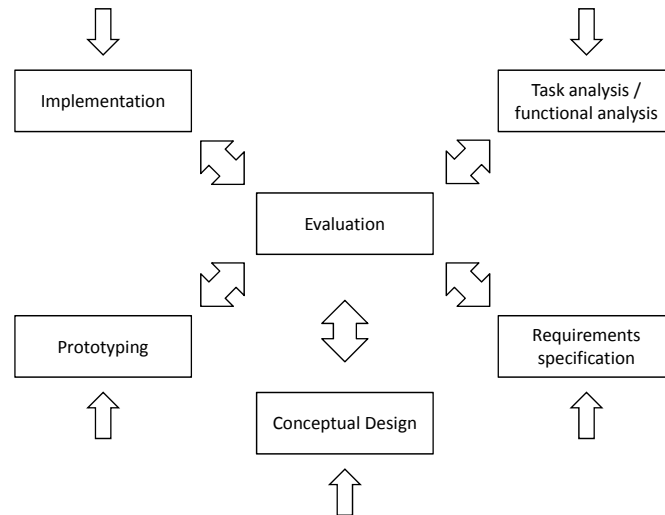 Implementation
Task analysis /
functional analysis
Evaluation
Prototyping
Requirements
specification
Conceptual Design